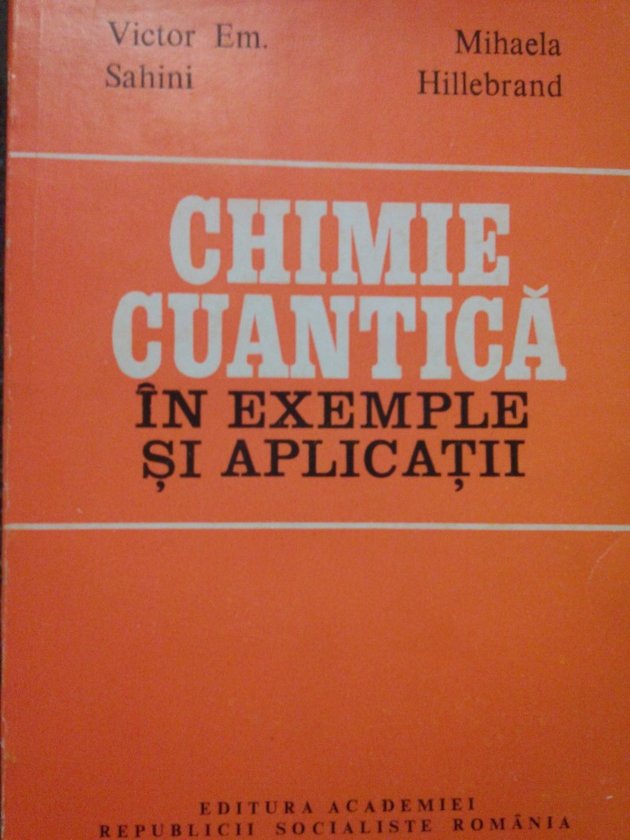 Victor Em.
Sahini
Mihaela
Hillebrand
CHIMIE
CUANTICĂ
ÎN EXEMPLE
ȘI APLICAȚII
EDITURA ACADEMIEI
REPUBLICII SOCIALISTE ROMÂNIA